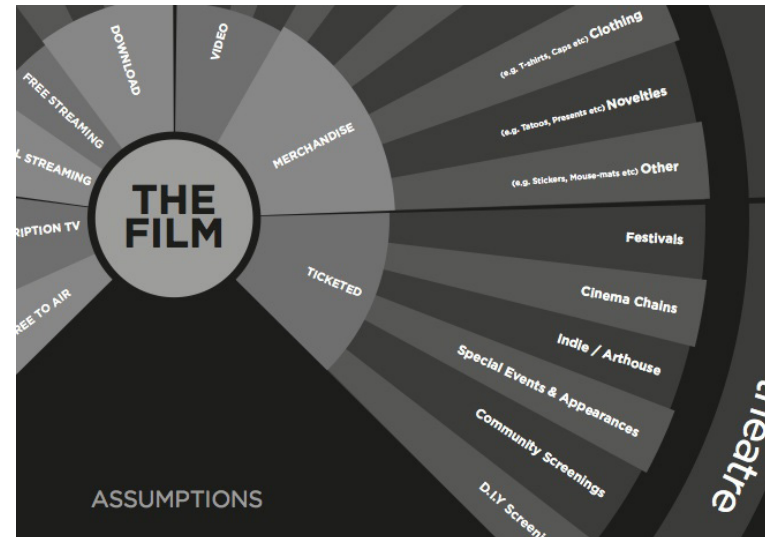 DOWNLOAD
VIDEO
FREE STREAMING
L STREAMING
RIPTION TV
REE TO AIR
THE
FILM
MERCHANDISE
TICKETED
(e.g. T-shirts, Caps etc) Clothing
(e.g. Tatoos, Presents etc) Novelties
(e.g. Stickers, Mouse-mats etc) Other
Festivals
Cinema Chains
Indie / Arthouse
Special Events & Appearances
Community Screenings
D.I.Y Screeni
theatre
ASSUMPTIONS